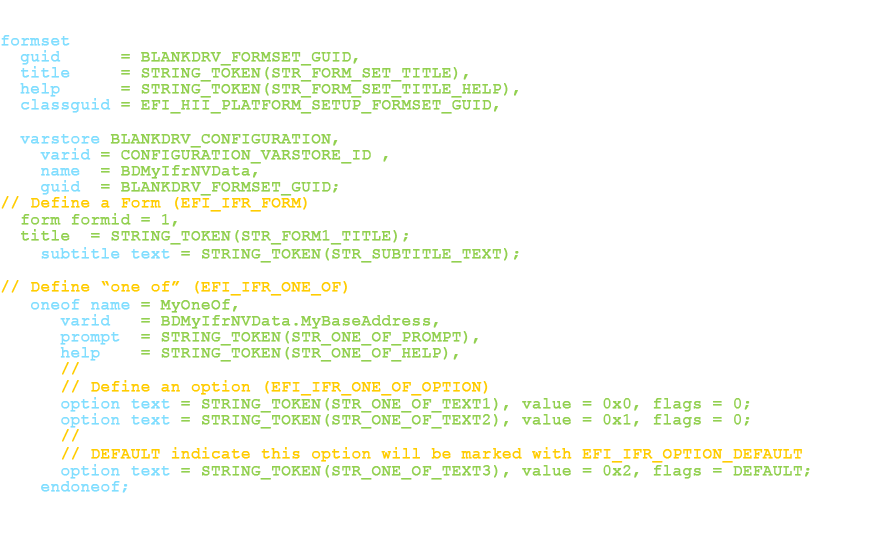 formset
  guid      = BLANKDRV_FORMSET_GUID,
  title     = STRING_TOKEN(STR_FORM_SET_TITLE),
  help      = STRING_TOKEN(STR_FORM_SET_TITLE_HELP),
  classguid = EFI_HII_PLATFORM_SETUP_FORMSET_GUID,

  varstore BLANKDRV_CONFIGURATION,
    varid = CONFIGURATION_VARSTORE_ID ,
    name  = BDMyIfrNVData,
    guid  = BLANKDRV_FORMSET_GUID;
// Define a Form (EFI_IFR_FORM)
  form formid = 1,
  title  = STRING_TOKEN(STR_FORM1_TITLE);
    subtitle text = STRING_TOKEN(STR_SUBTITLE_TEXT);

// Define “one of” (EFI_IFR_ONE_OF)
   oneof name = MyOneOf,
      varid   = BDMyIfrNVData.MyBaseAddress,
      prompt  = STRING_TOKEN(STR_ONE_OF_PROMPT),
      help    = STRING_TOKEN(STR_ONE_OF_HELP),
      //
      // Define an option (EFI_IFR_ONE_OF_OPTION)
      option text = STRING_TOKEN(STR_ONE_OF_TEXT1), value = 0x0, flags = 0;
      option text = STRING_TOKEN(STR_ONE_OF_TEXT2), value = 0x1, flags = 0;
      //
      // DEFAULT indicate this option will be marked with EFI_IFR_OPTION_DEFAULT
      option text = STRING_TOKEN(STR_ONE_OF_TEXT3), value = 0x2, flags = DEFAULT;
    endoneof;